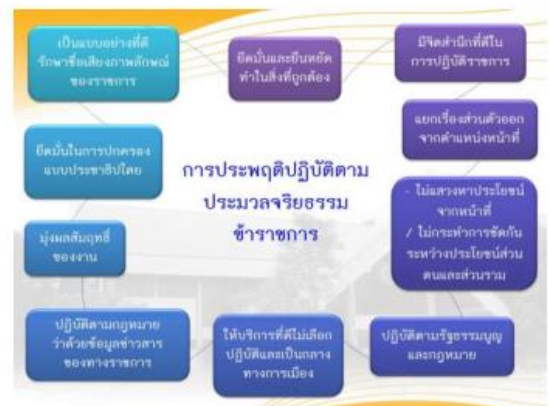 เป็นแบบอย่างที่ดี
รักษาชื่อเสียงภาพลักษณ์
ของราชการ
ยึดมั่นและยืนหยัด
ทำในสิ่งที่ถูกต้อง
มีจิตสำนึกที่ดีใน
การปฏิบัติราชการ
แยกเรื่องส่วนตัวออก
จากตำแหน่งหน้าที่
ยึดมั่นในการปกครอง
แบบประชาธิปไตย
การประพฤติปฏิบัติตาม
ประมวลจริยธรรม
ข้าราชการ
- ไม่แสวงหาประโยชน์
จากหน้าที่
/ ไม่กระทำการขัดกัน
ระหว่างประโยชน์ส่วน
ตนและส่วนรวม
มุ่งผลสัมฤทธิ์
ของงาน
ปฏิบัติตามกฎหมาย
ว่าด้วยข้อมูลข่าวสาร
ของทางราชการ
ให้บริการที่ดีไม่เลือก
ปฏิบัติและเป็นกลาง
ทางการเมือง
ปฏิบัติตามรัฐธรรมนูญ
และกฎหมาย